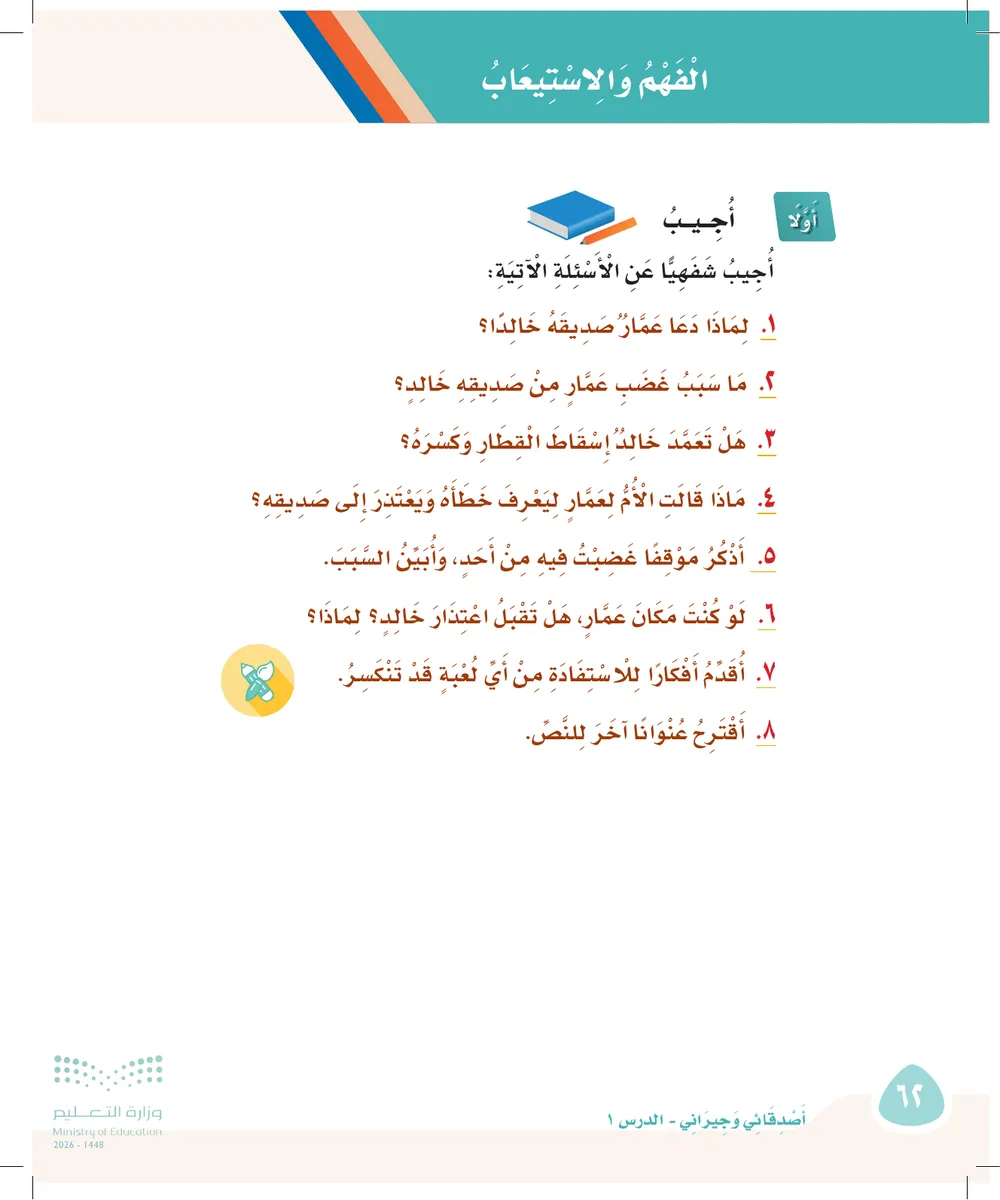 الْفَهْمُ وَالِاسْتِيعَابُ
أَوَّلًا
أُجِـيـبُ
أُجِيبُ شَفَهِيًّا عَنِ الْأَسْئِلَةِ الْآتِيَةِ:
١. لِمَاذَا دَعَا عَمَّارٌ صَدِيقَهُ خَالِدًا؟
٢. مَا سَبَبُ غَضَبِ عَمَّارٍ مِنْ صَدِيقِهِ خَالِدٍ؟
٣. هَلْ تَعَمَّدَ خَالِدٌ إِسْقَاطَ الْقِطَارِ وَكَسْرَهُ؟
٤. مَاذَا قَالَتِ الْأُمُّ لِعَمَّارٍ لِيَعْرِفَ خَطَأَهُ وَيَعْتَذِرَ إِلَى صَدِيقِهِ؟
٥. أَذْكُرُ مَوْقِفًا غَضِبْتُ فِيهِ مِنْ أَحَدٍ، وَأُبَيِّنُ السَّبَبَ.
٦. لَوْ كُنْتَ مَكَانَ عَمَّارٍ، هَلْ تَقْبَلُ اعْتِذَارَ خَالِدٍ؟ لِمَاذَا؟
٧. أُقَدِّمُ أَفْكَارًا لِلْاسْتِفَادَةِ مِنْ أَيِّ لُعْبَةٍ قَدْ تَنْكَسِرُ.
٨. أَقْتَرِحُ عُنْوَانًا آخَرَ لِلنَّصِّ.
٦٢
أَصْدِقَائِي وَجِيرَانِي - الدرس ١
وزارة التعـــليم
Ministry of Education
2026 - 1448